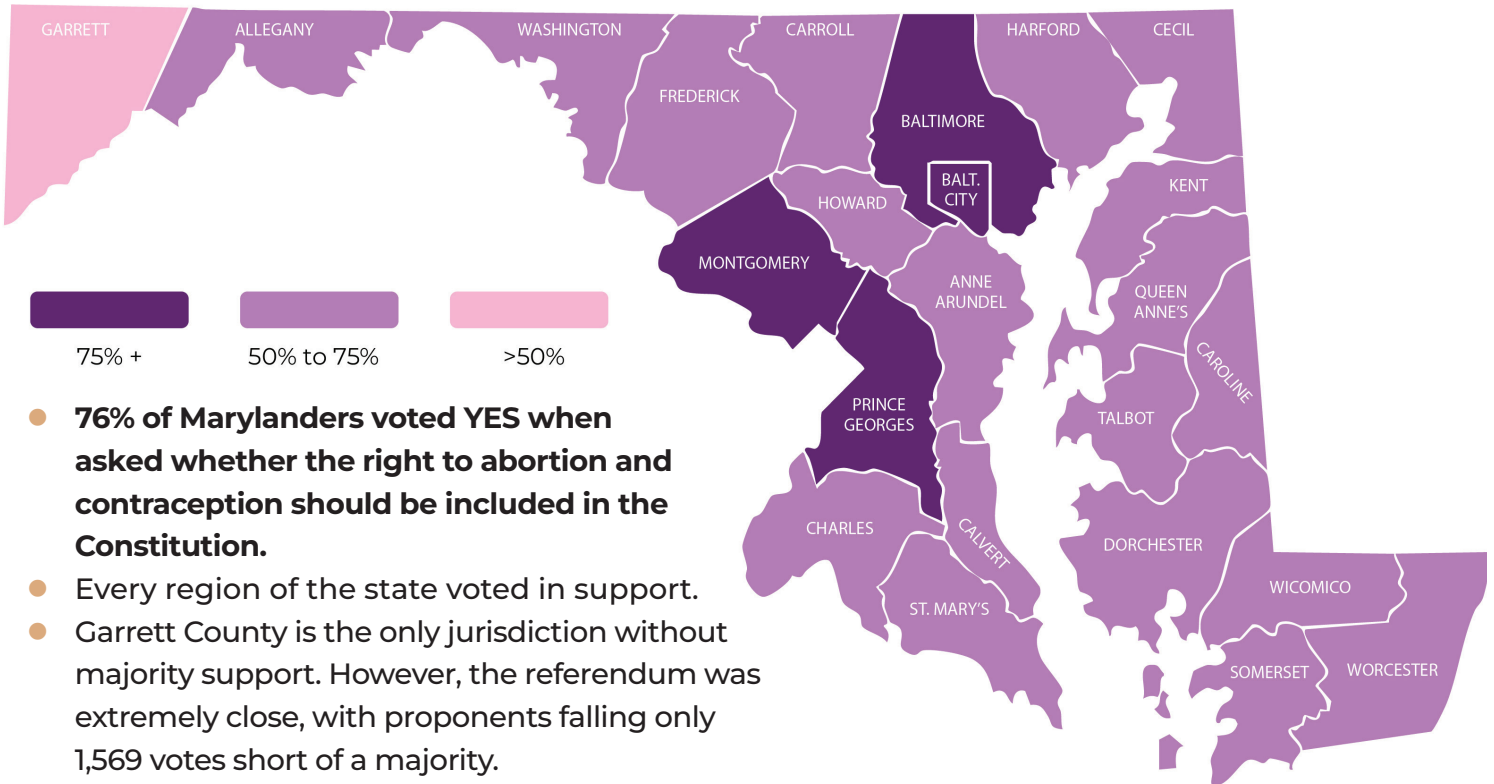 GARRETT
ALLEGANY
WASHINGTON
CARROLL
HARFORD
CECIL
FREDERICK
BALTIMORE
BALT.
CITY
KENT
HOWARD
MONTGOMERY
ANNE
ARUNDEL
QUEEN
ANNE'S
CAROLINE
TALBOT
PRINCE
GEORGES
CHARLES
CALVERT
DORCHESTER
ST. MARY'S
WICOMICO
SOMERSET
WORCESTER
75% +
50% to 75%
>50%
76% of Marylanders voted YES when
asked whether the right to abortion and
contraception should be included in the
Constitution.
Every region of the state voted in support.
Garrett County is the only jurisdiction without
majority support. However, the referendum was
extremely close, with proponents falling only
1,569 votes short of a majority.